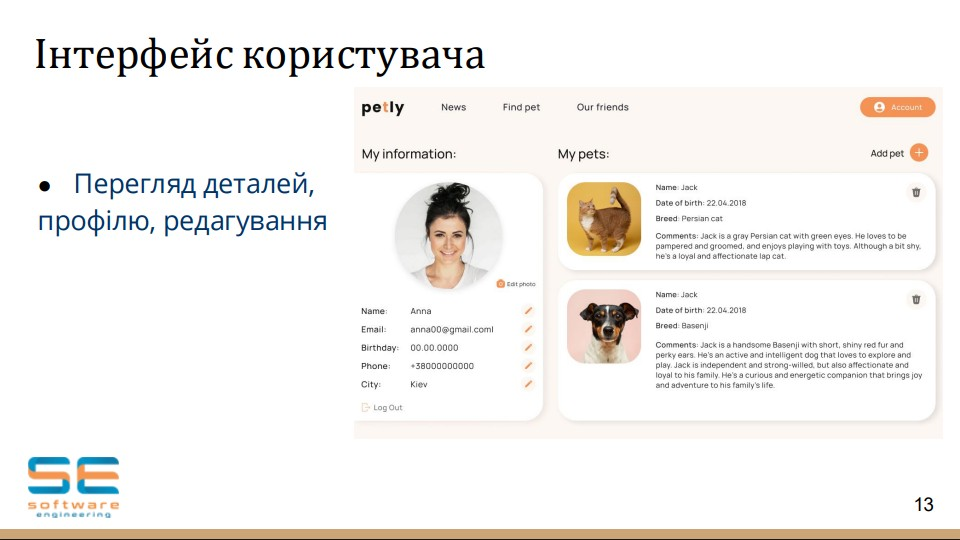 Інтерфейс користувача
● Перегляд деталей,
профілю, редагування
petly
News
Find pet
Our friends
Account
My information:
Edit photo
Name: Anna
Email: anna00@gmail.coml
Birthday: 00.00.0000
Phone: +38000000000
City: Kiev
Log Out
My pets:
Add pet
Name: Jack
Date of birth: 22.04.2018
Breed: Persian cat
Comments: Jack is a gray Persian cat with green eyes. He loves to be
pampered and groomed, and enjoys playing with toys. Although a bit shy,
he's a loyal and affectionate lap cat.
Name: Jack
Date of birth: 22.04.2018
Breed: Basenji
Comments: Jack is a handsome Basenji with short, shiny red fur and
perky ears. He's an active and intelligent dog that loves to explore and
play. Jack is independent and strong-willed, but also affectionate and
loyal to his family. He's a curious and energetic companion that brings joy
and adventure to his family's life.
SE
software
engineering
13